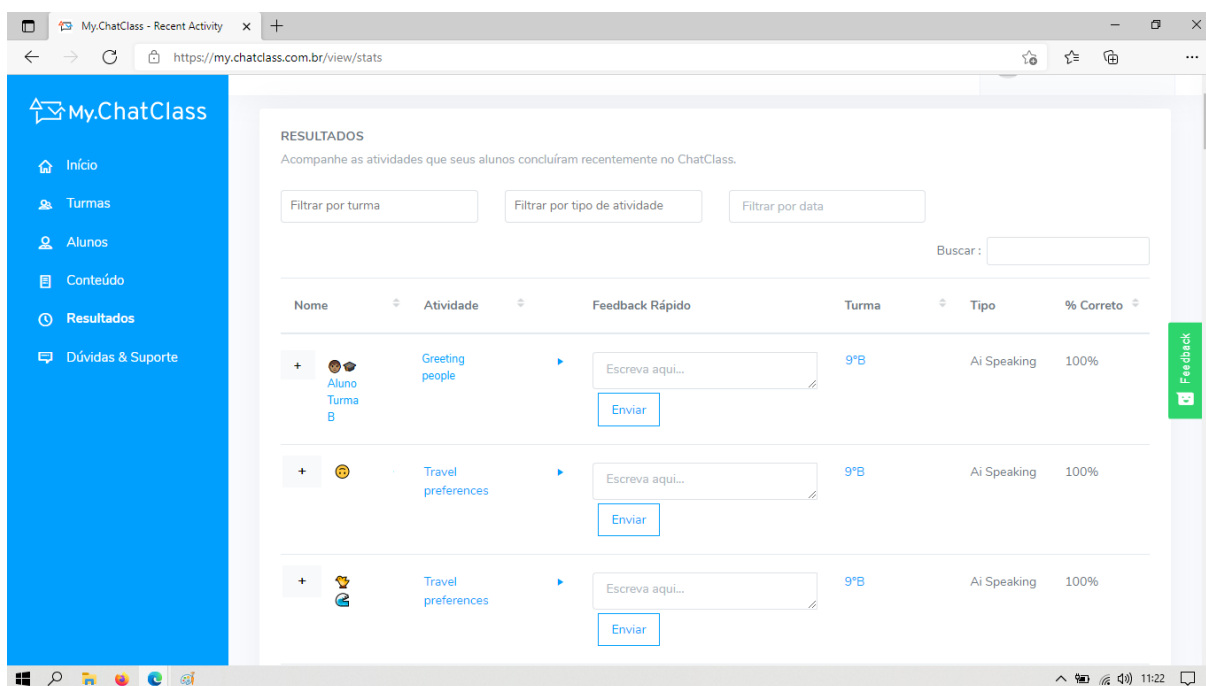 My.ChatClass - Recent Activity
https://my.chatclass.com.br/view/stats
My.ChatClass
Início
Turmas
Alunos
Conteúdo
Resultados
Dúvidas & Suporte
RESULTADOS
Acompanhe as atividades que seus alunos concluíram recentemente no ChatClass.
Filtrar por turma Filtrar por tipo de atividade Filtrar por data
Buscar :
Nome Atividade Feedback Rápido Turma Tipo % Correto
+ Aluno Turma B Greeting people Escreva aqui... 9°B Ai Speaking 100%
Enviar
+ Travel preferences Escreva aqui... 9°B Ai Speaking 100%
Enviar
+ Travel preferences Escreva aqui... 9°B Ai Speaking 100%
Enviar
Feedback
11:22